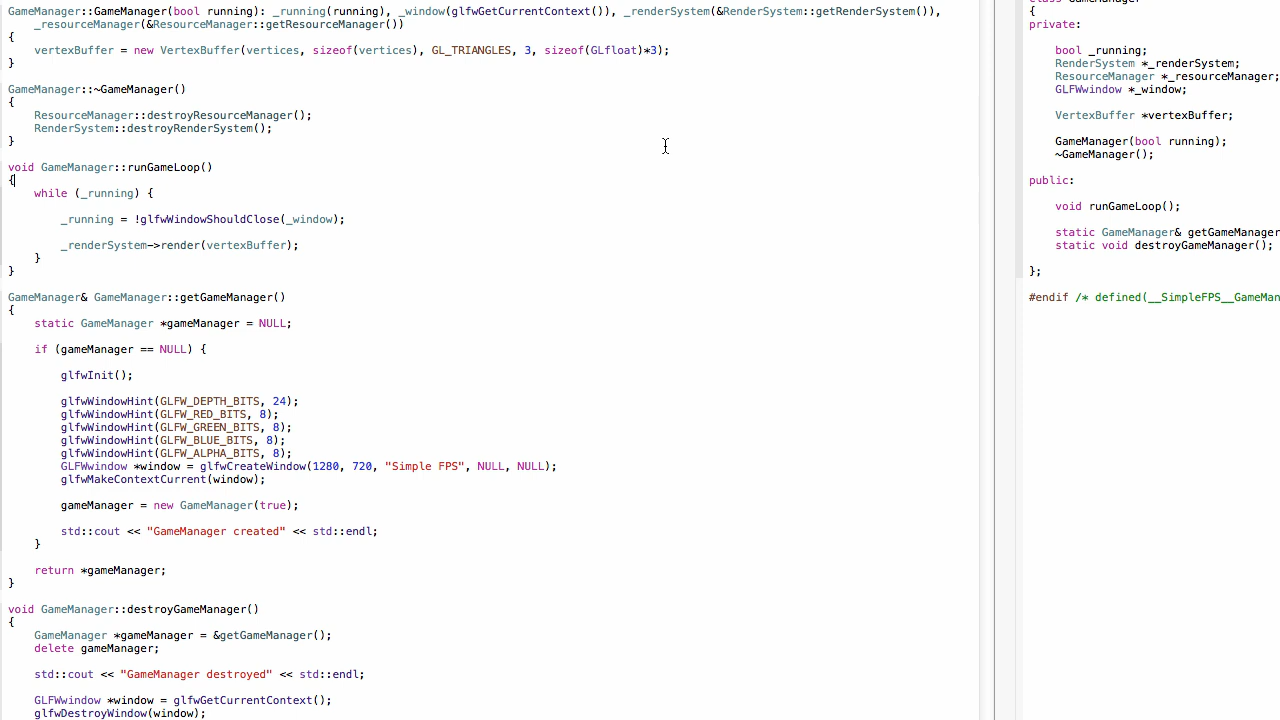 GameManager::GameManager(bool running): _running(running), _window(glfwGetCurrentContext()), _renderSystem(&RenderSystem::getRenderSystem()),
    _resourceManager(&ResourceManager::getResourceManager())
{
    vertexBuffer = new VertexBuffer(vertices, sizeof(vertices), GL_TRIANGLES, 3, sizeof(GLfloat)*3);
}

GameManager::~GameManager()
{
    ResourceManager::destroyResourceManager();
    RenderSystem::destroyRenderSystem();
}

void GameManager::runGameLoop()
{
    while (_running) {

        _running = !glfwWindowShouldClose(_window);

        _renderSystem->render(vertexBuffer);
    }
}

GameManager& GameManager::getGameManager()
{
    static GameManager *gameManager = NULL;

    if (gameManager == NULL) {

        glfwInit();

        glfwWindowHint(GLFW_DEPTH_BITS, 24);
        glfwWindowHint(GLFW_RED_BITS, 8);
        glfwWindowHint(GLFW_GREEN_BITS, 8);
        glfwWindowHint(GLFW_BLUE_BITS, 8);
        glfwWindowHint(GLFW_ALPHA_BITS, 8);
        GLFWwindow *window = glfwCreateWindow(1280, 720, "Simple FPS", NULL, NULL);
        glfwMakeContextCurrent(window);

        gameManager = new GameManager(true);

        std::cout << "GameManager created" << std::endl;
    }

    return *gameManager;
}

void GameManager::destroyGameManager()
{
    GameManager *gameManager = &getGameManager();
    delete gameManager;

    std::cout << "GameManager destroyed" << std::endl;

    GLFWwindow *window = glfwGetCurrentContext();
    glfwDestroyWindow(window);

{
private:

    bool _running;
    RenderSystem *_renderSystem;
    ResourceManager *_resourceManager;
    GLFWwindow *_window;

    VertexBuffer *vertexBuffer;

    GameManager(bool running);
    ~GameManager();

public:

    void runGameLoop();

    static GameManager& getGameManager
    static void destroyGameManager();

};

#endif /* defined(__SimpleFPS__GameMan